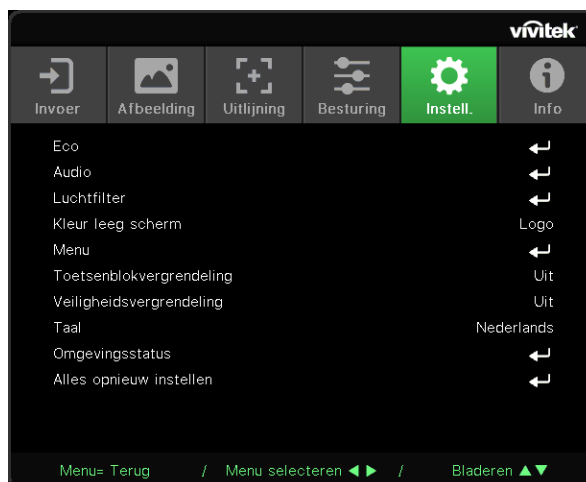 vivitek
Invoer Afbeelding Uitlijning Besturing Instell. Info
Eco
Audio
Luchtfilter
Kleur leeg scherm Logo
Menu
Toetsenblokvergrendeling Uit
Veiligheidsvergrendeling Uit
Taal Nederlands
Omgevingsstatus
Alles opnieuw instellen
Menu= Terug / Menu selecteren ◀ ▶ / Bladeren ▲▼